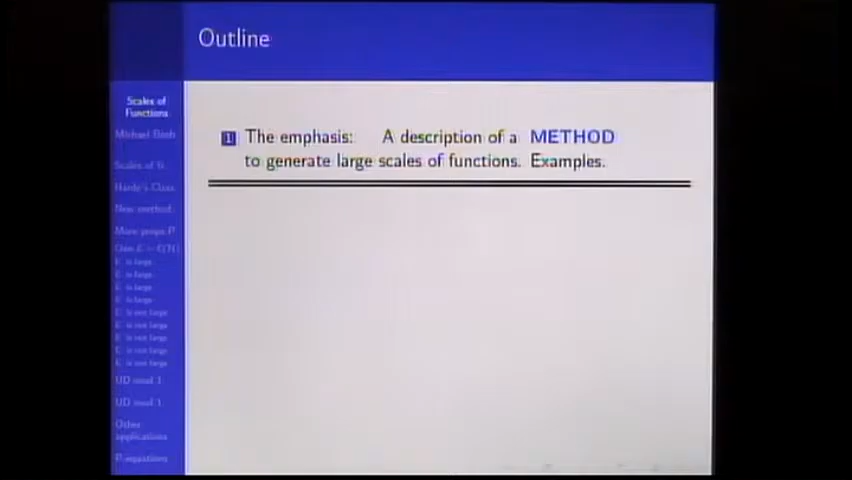 Outline
Scales of
Functions
Michael Bosh
Scales of fs.
Hardy's Class
New method
More props P
E is large
E is large
E is large
E is large
E is not large
E is not large
E is not large
E is not large
E is not large
UD mod 1
UD mod 1
Other
applications
1 The emphasis: A description of a METHOD
to generate large scales of functions. Examples.